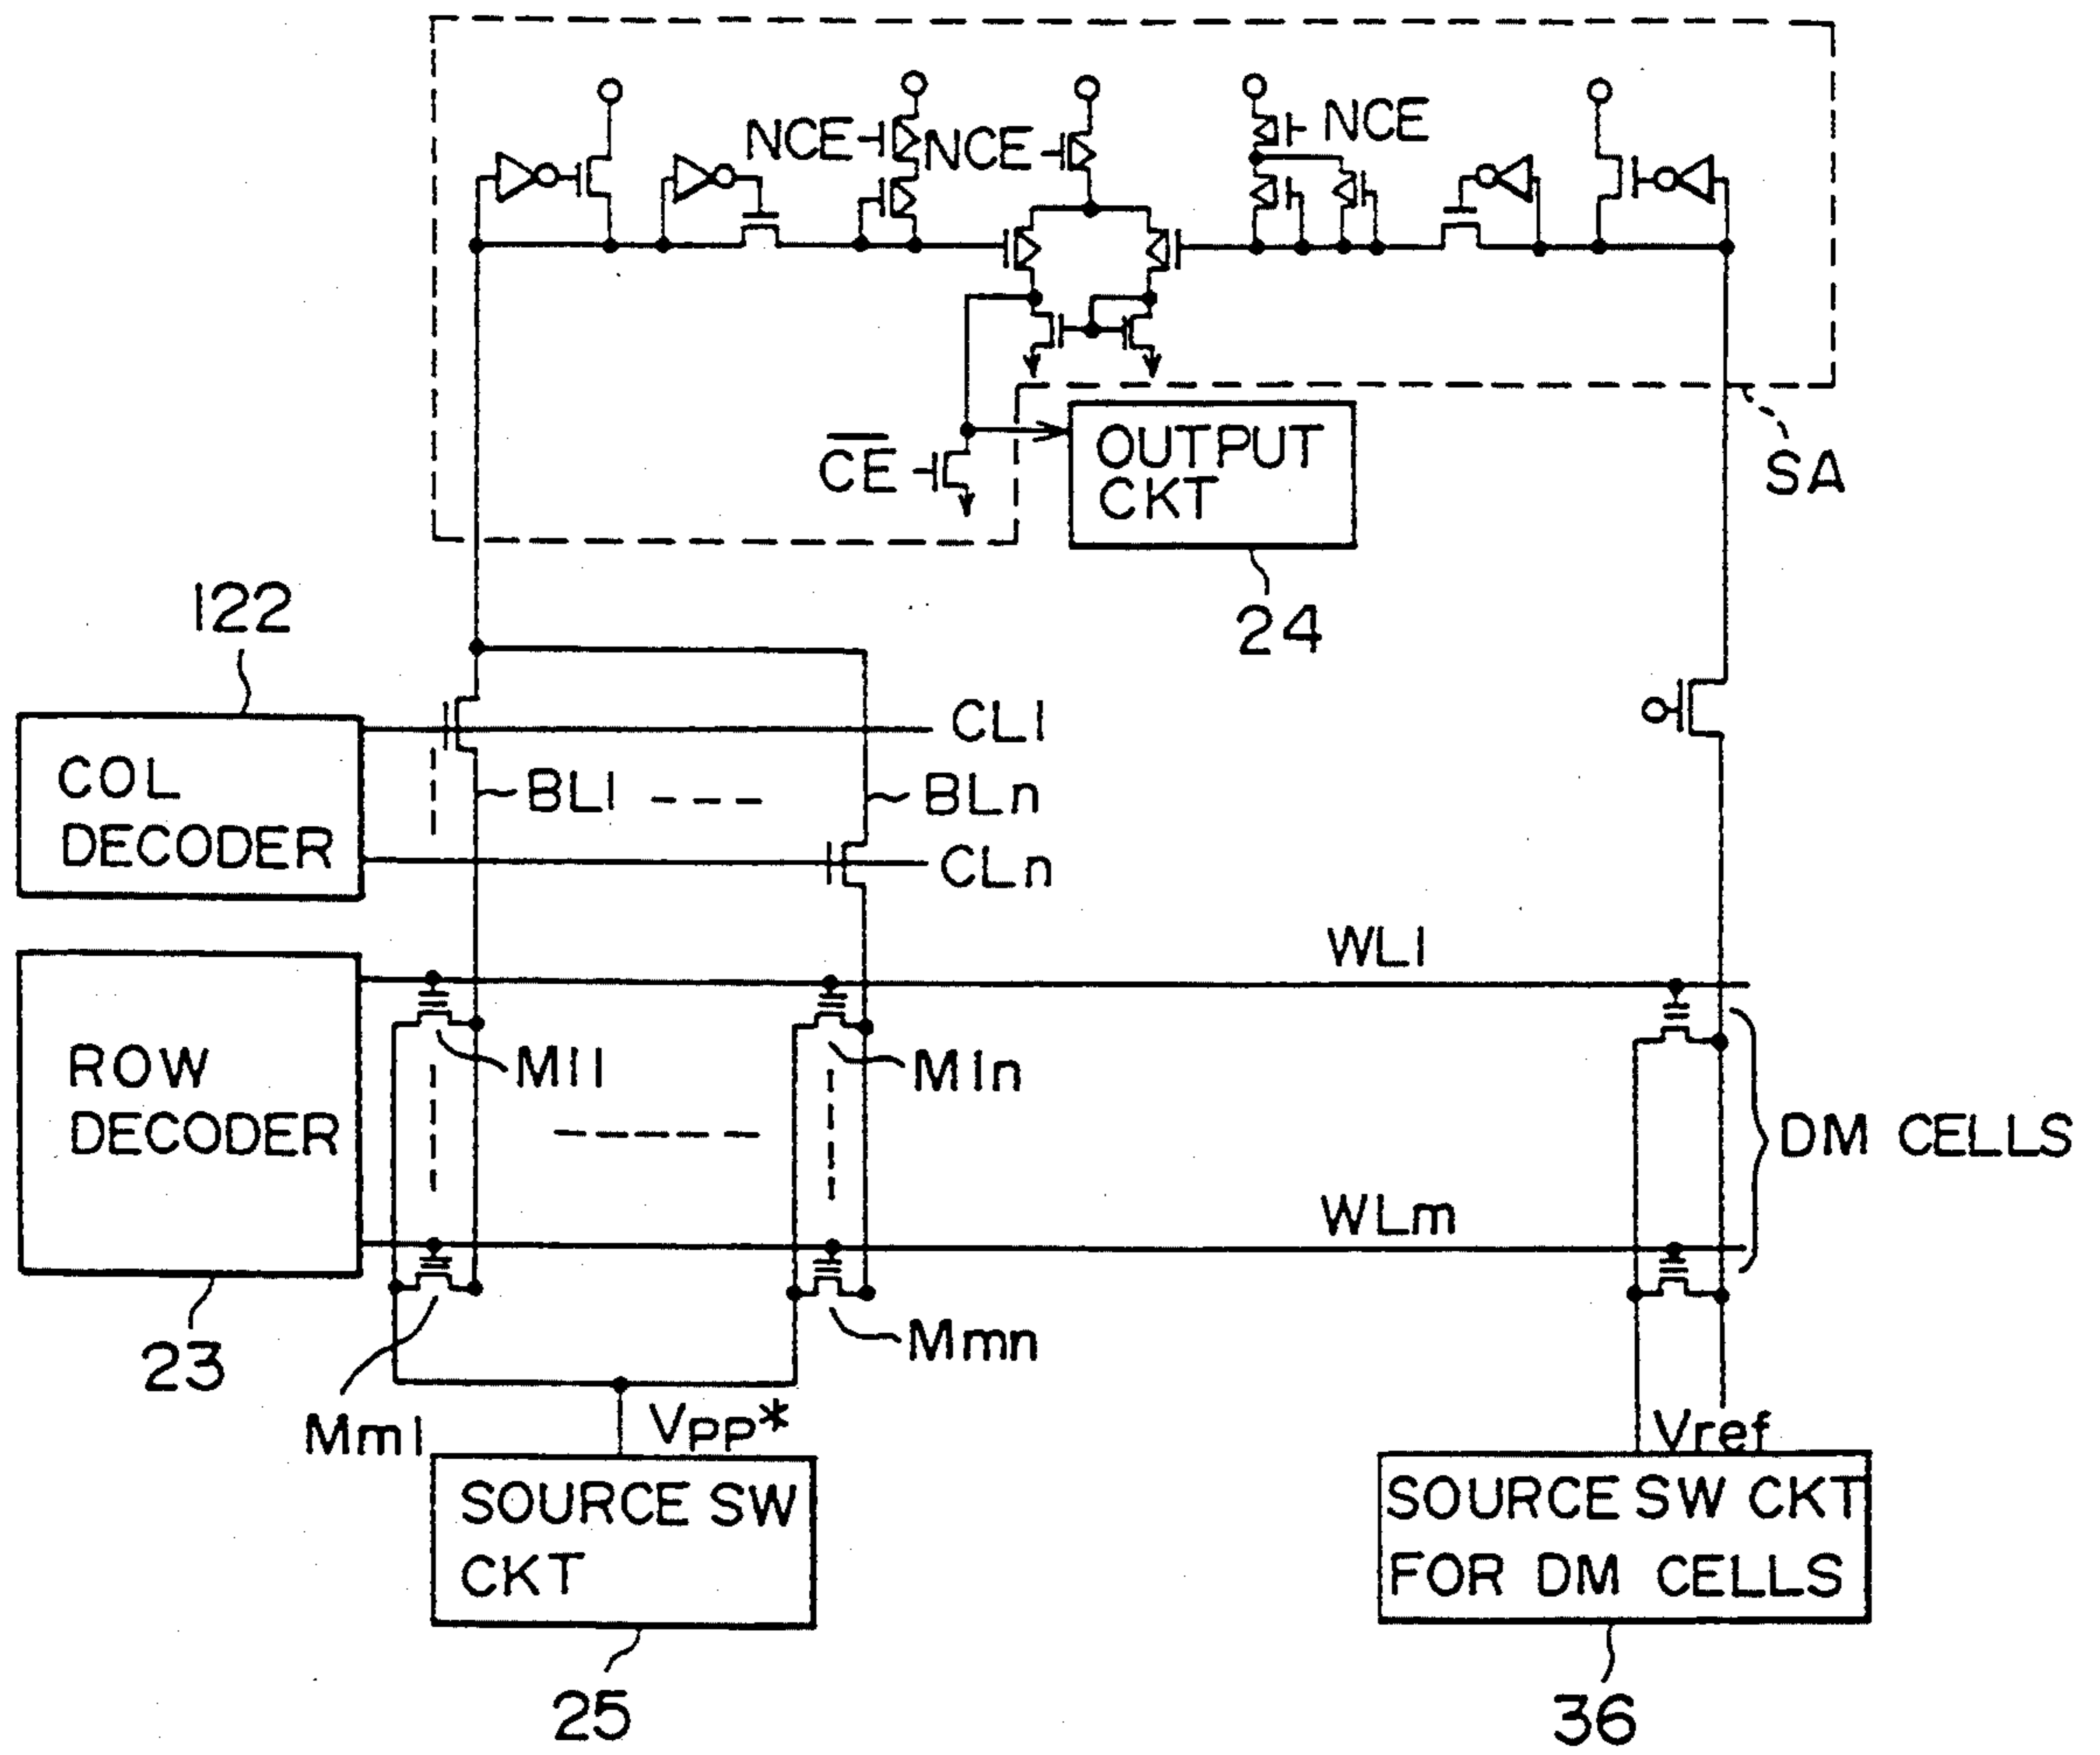 NCE
NCE
NCE
CE
OUTPUT
CKT
SA
24
122
COL
DECODER
CL1
BL1
BLn
CLn
WL1
ROW
DECODER
M11
M1n
DM CELLS
WLm
23
Mm1
Mmn
VPP*
Vref
SOURCE SW
CKT
SOURCE SW CKT
FOR DM CELLS
25
36